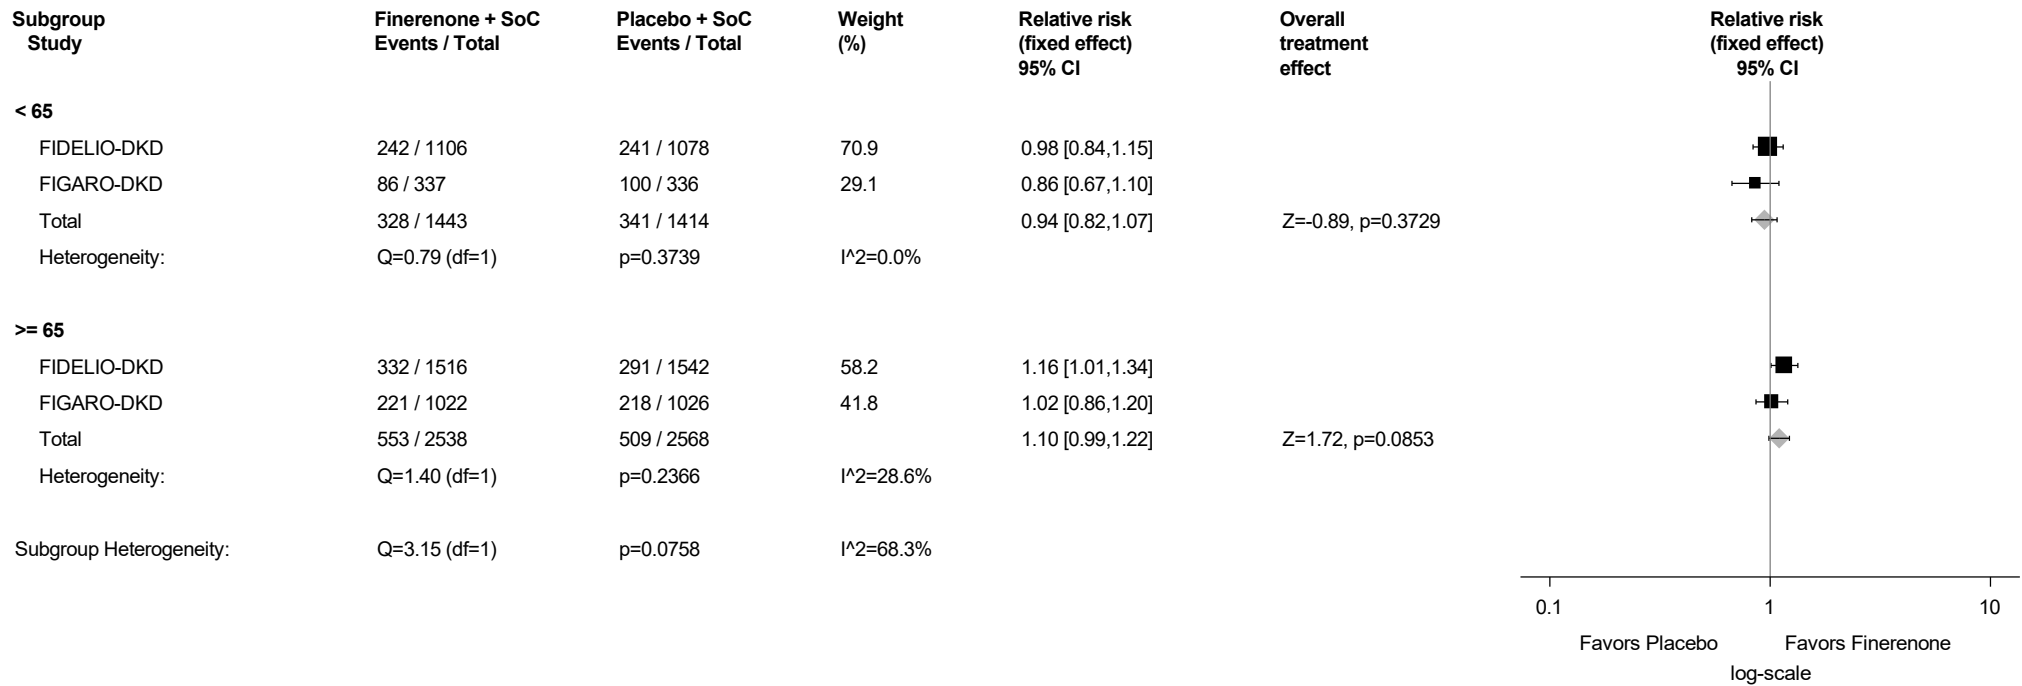 Subgroup Finerenone + SoC Placebo + SoC Weight Relative risk Overall Relative risk
Study Events / Total Events / Total (%) (fixed effect) treatment (fixed effect)
95% CI effect 95% CI
< 65
FIDELIO-DKD 242 / 1106 241 / 1078 70.9 0.98 [0.84,1.15]
FIGARO-DKD 86 / 337 100 / 336 29.1 0.86 [0.67,1.10]
Total 328 / 1443 341 / 1414 0.94 [0.82,1.07] Z=-0.89, p=0.3729
Heterogeneity: Q=0.79 (df=1) p=0.3739 I^2=0.0%
>= 65
FIDELIO-DKD 332 / 1516 291 / 1542 58.2 1.16 [1.01,1.34]
FIGARO-DKD 221 / 1022 218 / 1026 41.8 1.02 [0.86,1.20]
Total 553 / 2538 509 / 2568 1.10 [0.99,1.22] Z=1.72, p=0.0853
Heterogeneity: Q=1.40 (df=1) p=0.2366 I^2=28.6%
Subgroup Heterogeneity: Q=3.15 (df=1) p=0.0758 I^2=68.3%
0.1 1 10
Favors Placebo Favors Finerenone
log-scale